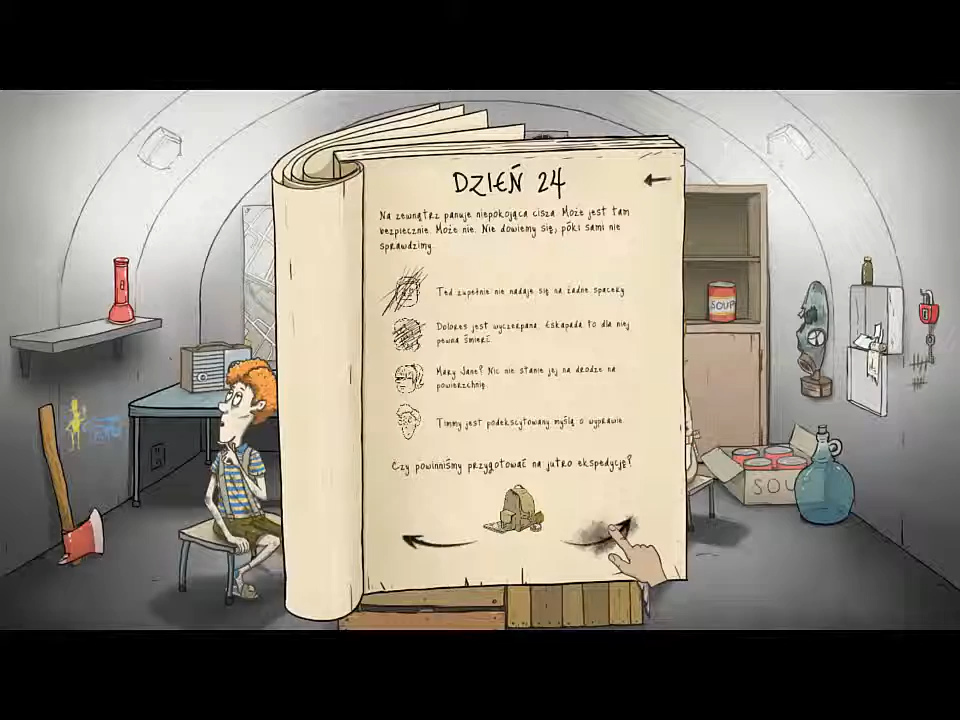 DZIEŃ 24
Na zewnątrz panuje niepokojąca cisza. Może jest tam
bezpiecznie. Może nie. Nie dowiemy się, póki sami nie
sprawdzimy.
Ted zupełnie nie nadaje się na żadne spacery.
Dolores jest wyczerpana. Eskapada to dla niej
pewna śmierć.
Mary Jane? Nic nie stanie jej na drodze na
powierzchnię.
Timmy jest podekscytowany myślą o wyprawie.
Czy powinniśmy przygotować na jutro ekspedycję?
SOUP
SOU